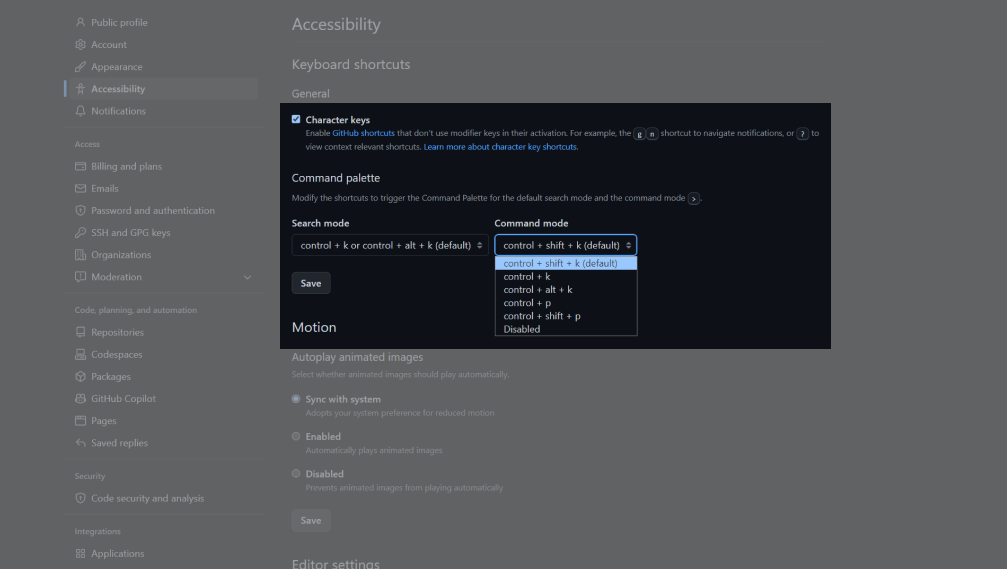 Public profile
Account
Appearance
Accessibility
Notifications
Access
Billing and plans
Emails
Password and authentication
SSH and GPG keys
Organizations
Moderation
Code, planning, and automation
Repositories
Codespaces
Packages
GitHub Copilot
Pages
Saved replies
Security
Code security and analysis
Integrations
Applications
Accessibility
Keyboard shortcuts
General
Character keys
Enable GitHub shortcuts that don't use modifier keys in their activation. For example, the g n shortcut to navigate notifications, or ? to
view context relevant shortcuts. Learn more about character key shortcuts.
Command palette
Modify the shortcuts to trigger the Command Palette for the default search mode and the command mode > .
Search mode
control + k or control + alt + k (default)
Command mode
control + shift + k (default)
control + shift + k (default)
control + k
control + alt + k
control + p
control + shift + p
Disabled
Save
Motion
Autoplay animated images
Select whether animated images should play automatically.
Sync with system
Adopts your system preference for reduced motion
Enabled
Automatically plays animated images
Disabled
Prevents animated images from playing automatically
Save
Editor settings